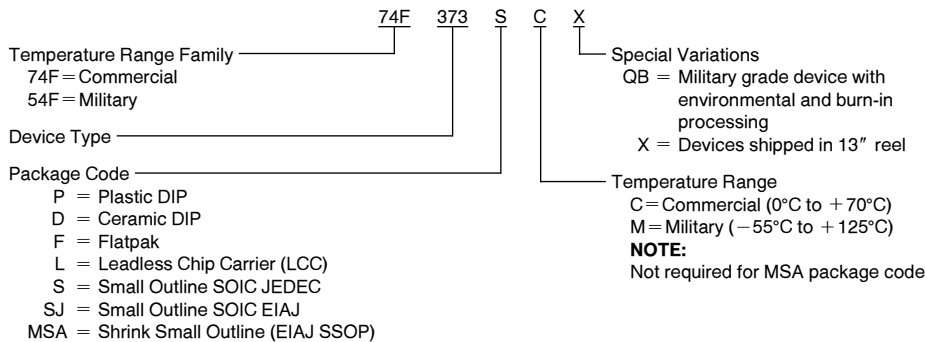 74F 373 S C X
Temperature Range Family
74F = Commercial
54F = Military
Device Type
Package Code
P = Plastic DIP
D = Ceramic DIP
F = Flatpak
L = Leadless Chip Carrier (LCC)
S = Small Outline SOIC JEDEC
SJ = Small Outline SOIC EIAJ
MSA = Shrink Small Outline (EIAJ SSOP)
Special Variations
QB = Military grade device with
environmental and burn-in
processing
X = Devices shipped in 13″ reel
Temperature Range
C = Commercial (0°C to +70°C)
M = Military (−55°C to +125°C)
NOTE:
Not required for MSA package code